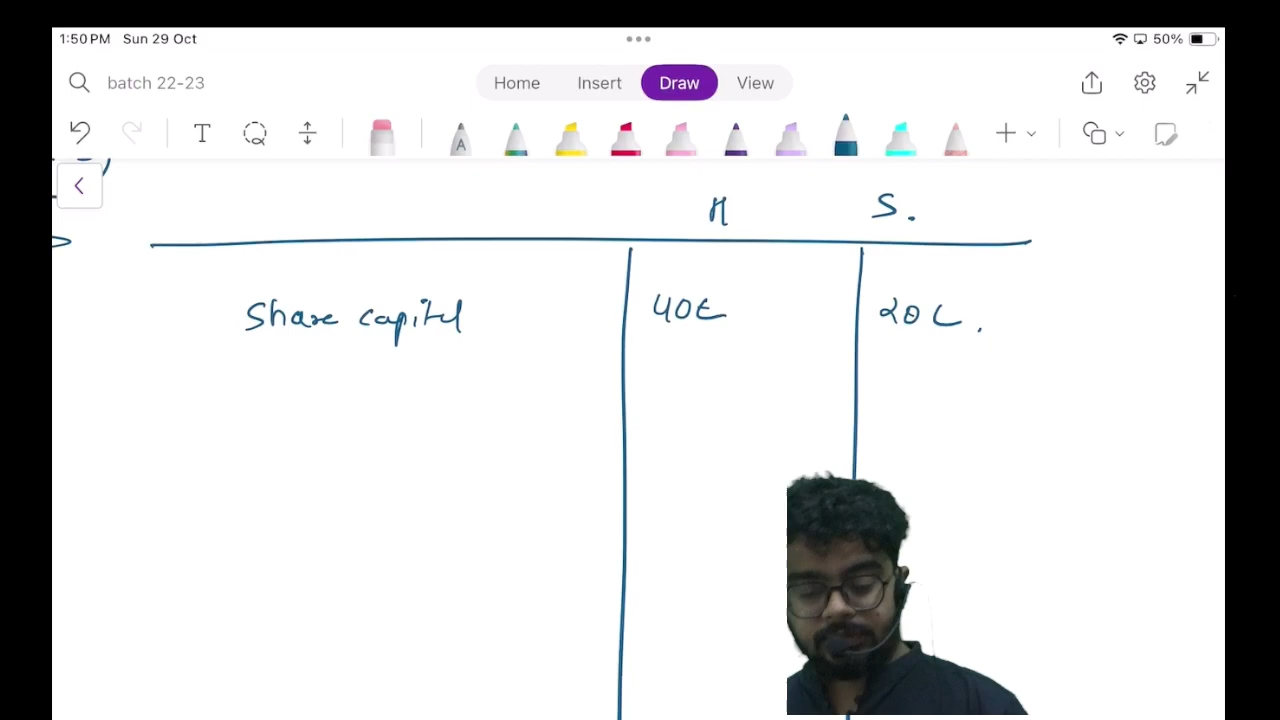 1:50 PM Sun 29 Oct
50%
batch 22-23
Home Insert Draw View
T
A
H S.
Share capital 40L 20L.